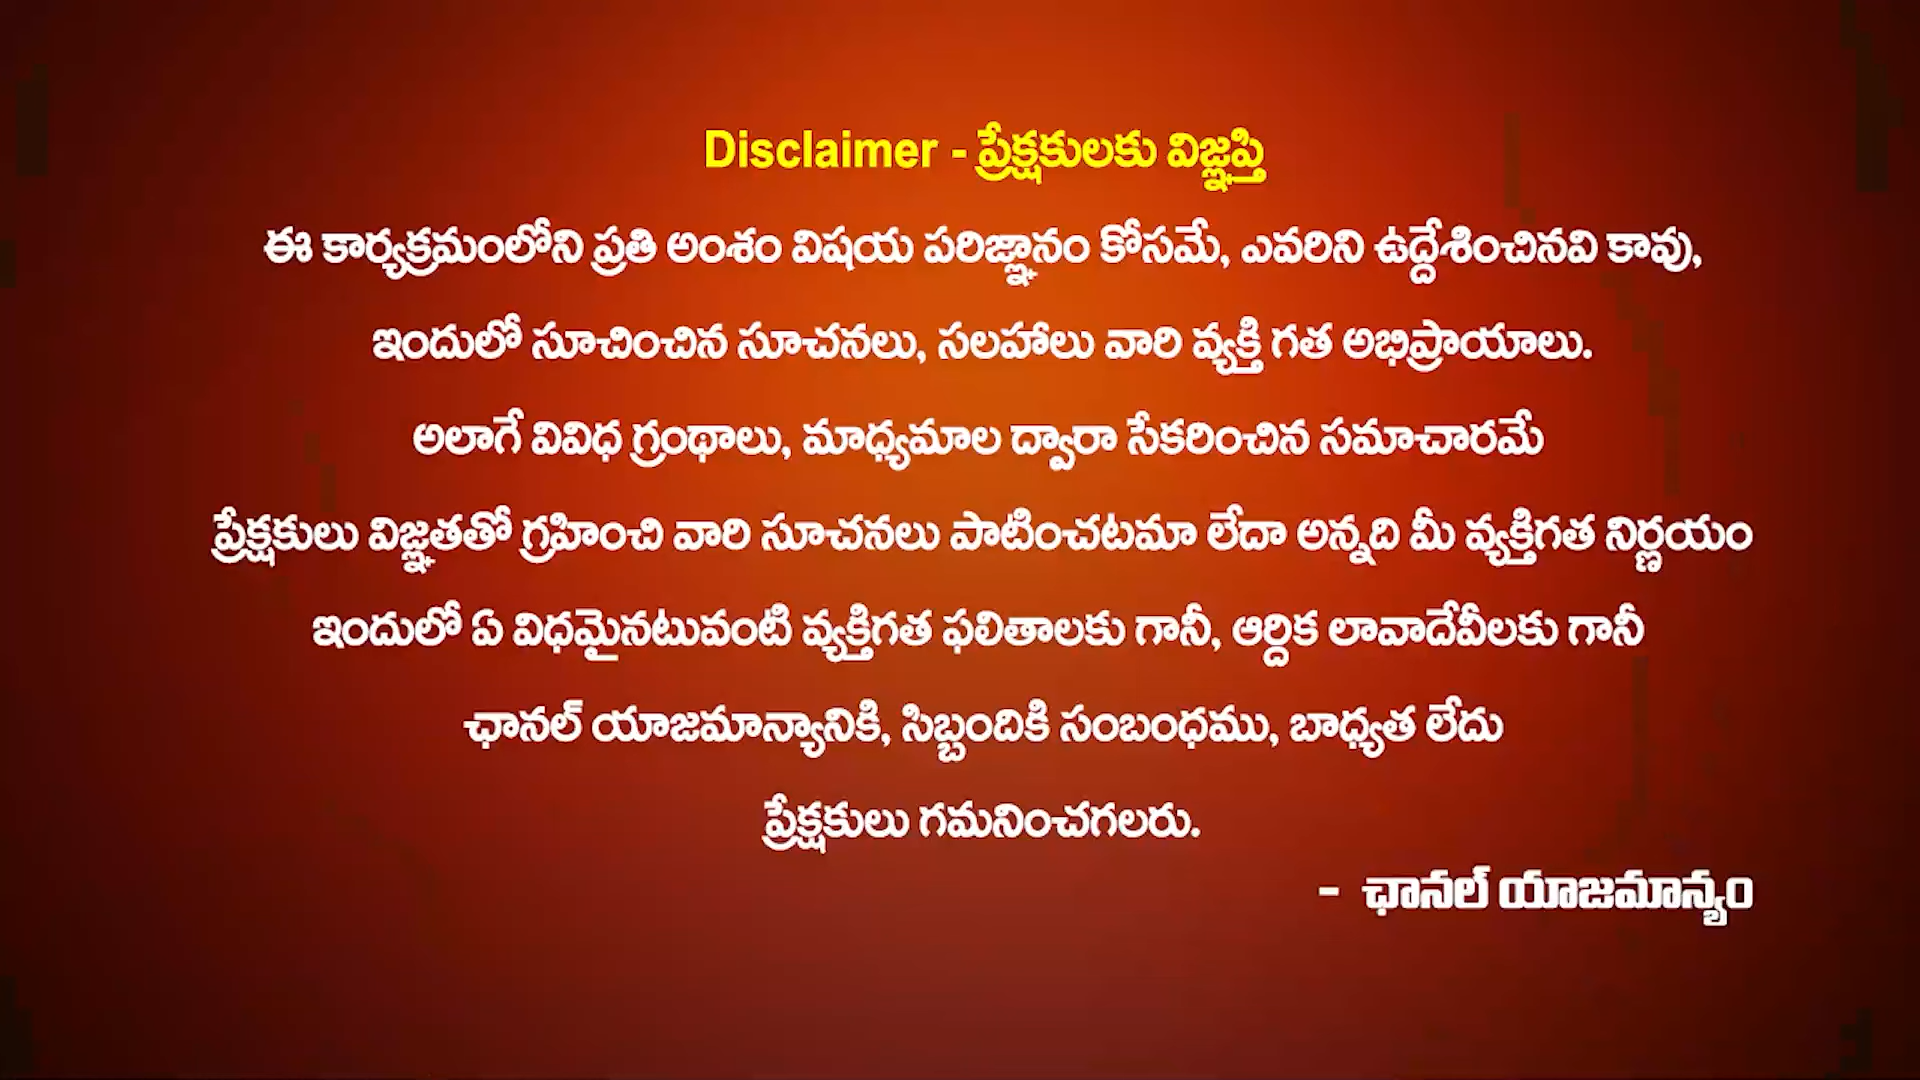 Disclaimer - ప్రేక్షకులకు విజ్ఞప్తి
ఈ కార్యక్రమంలోని ప్రతి అంశం విషయ పరిజ్ఞానం కోసమే, ఎవరిని ఉద్దేశించినవి కావు,
ఇందులో సూచించిన సూచనలు, సలహాలు వారి వ్యక్తి గత అభిప్రాయాలు.
అలాగే వివిధ గ్రంథాలు, మాధ్యమాల ద్వారా సేకరించిన సమాచారమే
ప్రేక్షకులు విజ్ఞతతో గ్రహించి వారి సూచనలు పాటించటమా లేదా అన్నది మీ వ్యక్తిగత నిర్ణయం
ఇందులో ఏ విధమైనటువంటి వ్యక్తిగత ఫలితాలకు గానీ, ఆర్దిక లావాదేవీలకు గానీ
ఛానల్ యాజమాన్యానికి, సిబ్బందికి సంబంధము, బాధ్యత లేదు
ప్రేక్షకులు గమనించగలరు.
- ఛానల్ యాజమాన్యం